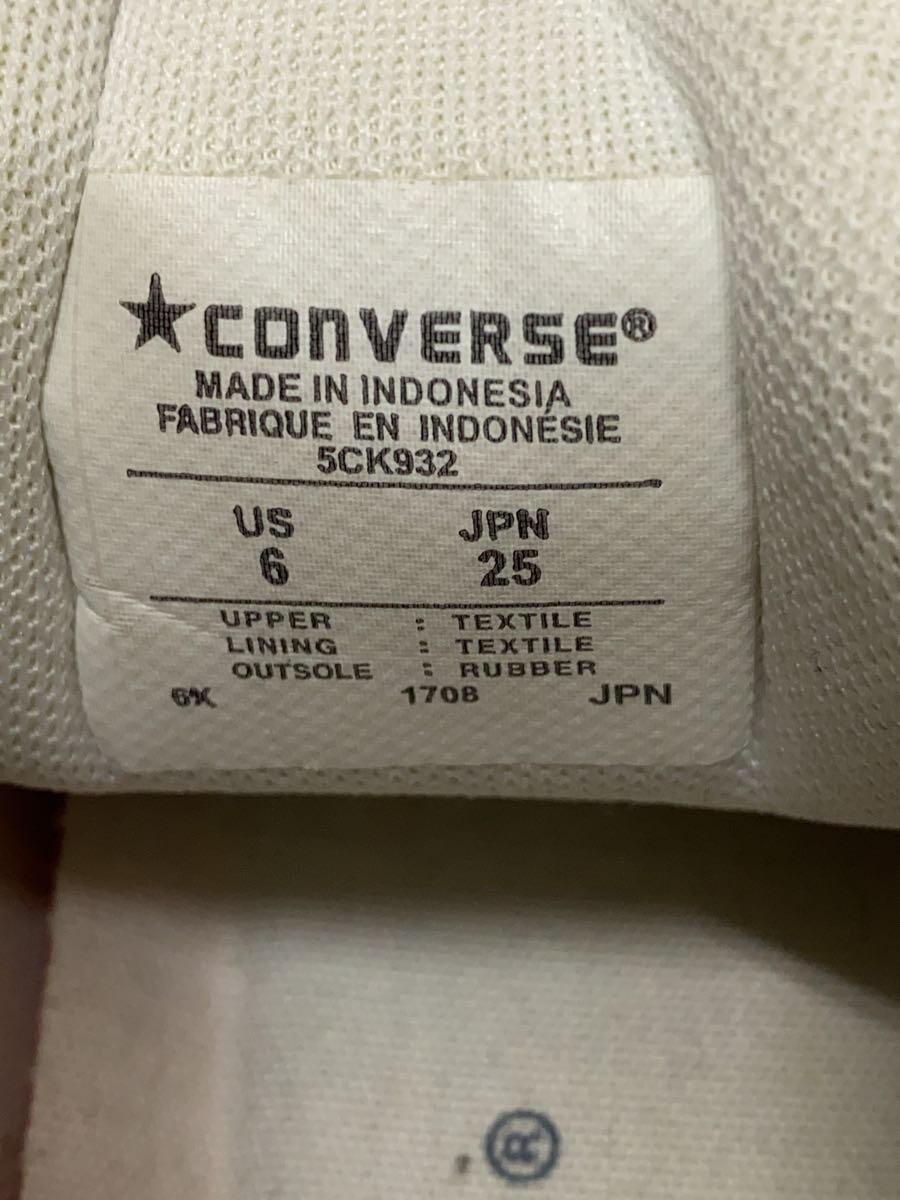 ★CONVERSE®
MADE IN INDONESIA
FABRIQUE EN INDONÉSIE
5CK932
US JPN
6 25
UPPER : TEXTILE
LINING : TEXTILE
OUTSOLE : RUBBER
1708 JPN